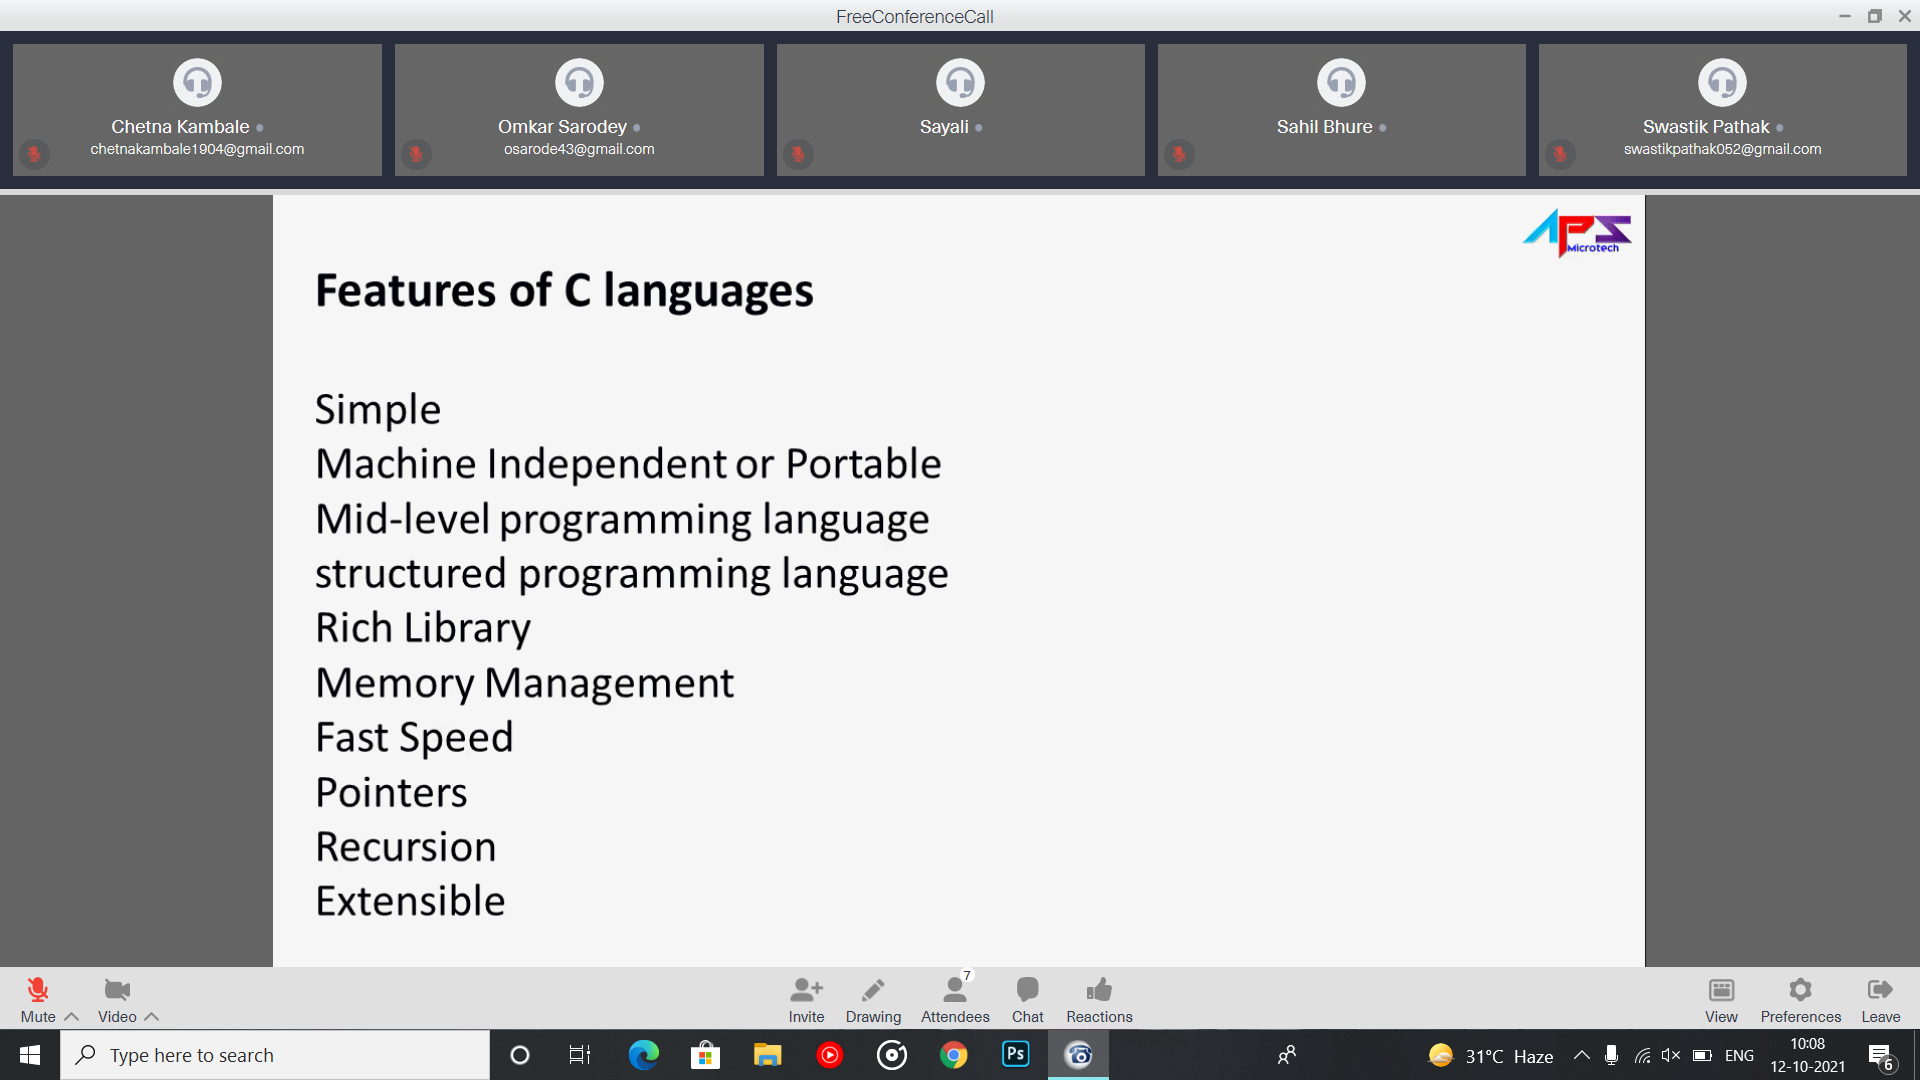 FreeConferenceCall
Chetna Kambale
chetnakambale1904@gmail.com
Omkar Sarodey
osarode43@gmail.com
Sayali
Sahil Bhure
Swastik Pathak
swastikpathak052@gmail.com
APS
Microtech
Features of C languages
Simple
Machine Independent or Portable
Mid-level programming language
structured programming language
Rich Library
Memory Management
Fast Speed
Pointers
Recursion
Extensible
Mute
Video
Invite
Drawing
7
Attendees
Chat
Reactions
View
Preferences
Leave
Type here to search
Ps
31°C Haze
ENG
10:08
12-10-2021
6